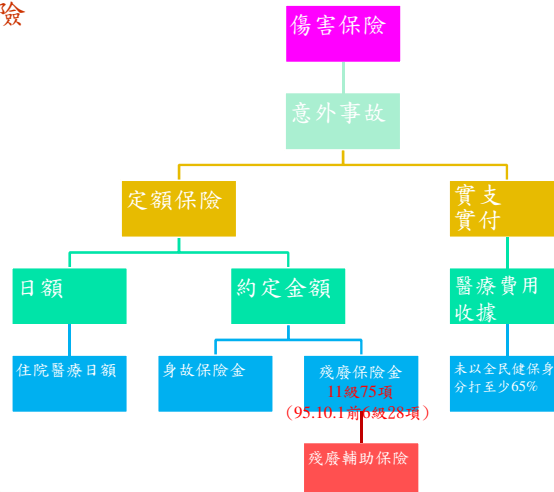 險
傷害保險
意外事故
定額保險
實支
實付
日額
約定金額
醫療費用
收據
住院醫療日額
身故保險金
殘廢保險金
11級75項
(95.10.1前6級28項)
未以全民健保身
分打至少65%
殘廢輔助保險